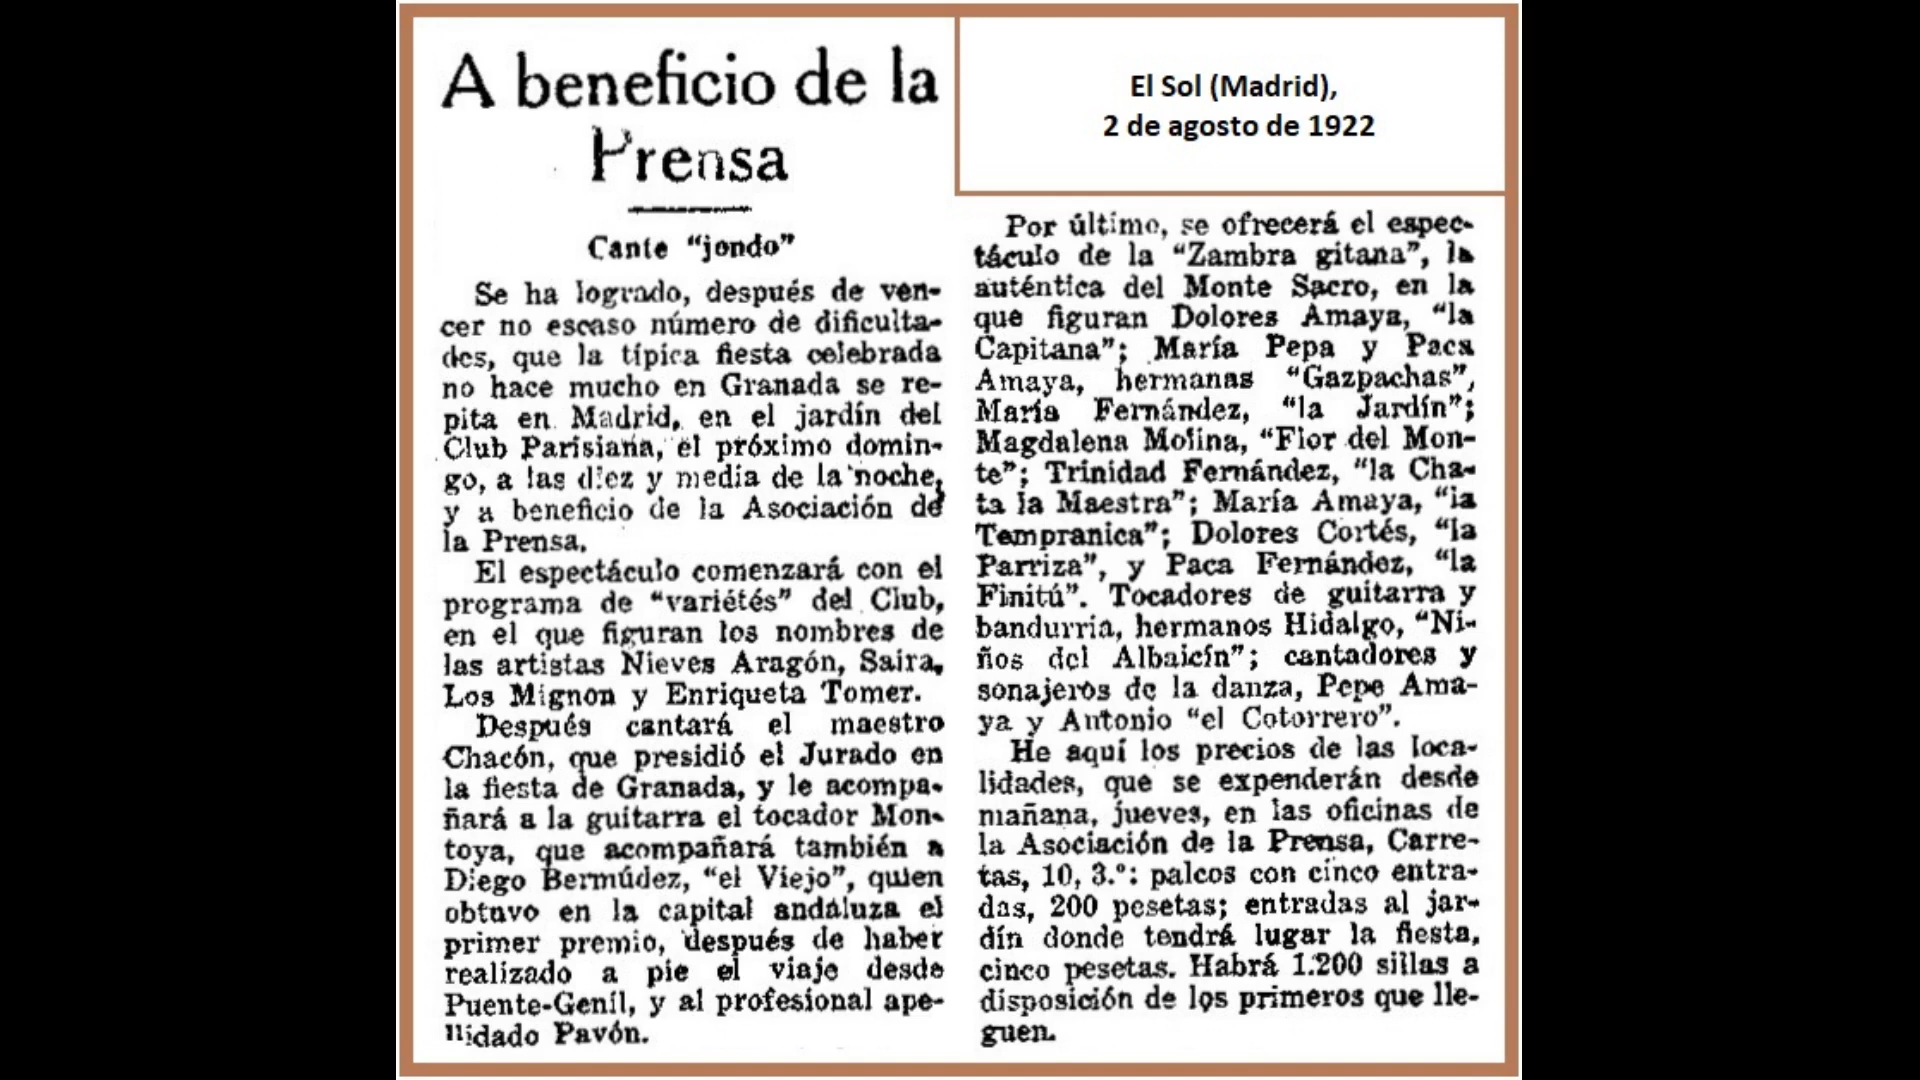 A beneficio de la
Prensa
Cante "jondo"
Se ha logrado, después de ven-
cer no escaso número de dificulta-
des, que la típica fiesta celebrada
no hace mucho en Granada se re-
pita en Madrid, en el jardín del
Club Parisiana, el próximo domin-
go, a las diez y media de la noche,
y a beneficio de la Asociación de
la Prensa.
El espectáculo comenzará con el
programa de "variétés" del Club,
en el que figuran los nombres de
las artistas Nieves Aragón, Saira,
Los Mignon y Enriqueta Tomer.
Después cantará el maestro
Chacón, que presidió el Jurado en
la fiesta de Granada, y le acompa-
ñará a la guitarra el tocador Mon-
toya, que acompañará también a
Diego Bermúdez, "el Viejo", quien
obtuvo en la capital andaluza el
primer premio, después de haber
realizado a pie el viaje desde
Puente-Genil, y al profesional ape-
llidado Pavón.
El Sol (Madrid),
2 de agosto de 1922
Por último, se ofrecerá el espec-
táculo de la "Zambra gitana", la
auténtica del Monte Sacro, en la
que figuran Dolores Amaya, "la
Capitana"; María Pepa y Paca
Amaya, hermanas "Gazpachas",
María Fernández, "la Jardín";
Magdalena Molina, "Flor del Mon-
te"; Trinidad Fernández, "la Cha-
ta la Maestra"; María Amaya, "la
Tempranica"; Dolores Cortés, "la
Parriza", y Paca Fernández, "la
Finitú". Tocadores de guitarra y
bandurria, hermanos Hidalgo, "Ni-
ños del Albaicín"; cantadores y
sonajeros de la danza, Pepe Ama-
ya y Antonio "el Cotorrero".
He aquí los precios de las loca-
lidades, que se expenderán desde
mañana, jueves, en las oficinas de
la Asociación de la Prensa, Carre-
tas, 10, 3.º: palcos con cinco entra-
das, 200 pesetas; entradas al jar-
dín donde tendrá lugar la fiesta,
cinco pesetas. Habrá 1.200 sillas a
disposición de los primeros que lle-
guen.